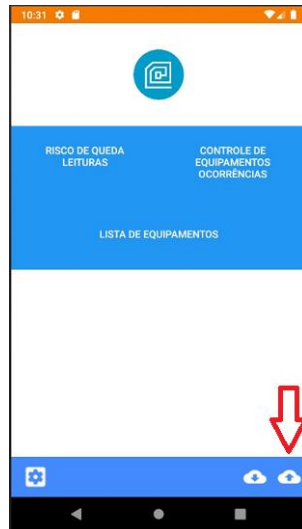 10:31
RISCO DE QUEDA
LEITURAS
CONTROLE DE
EQUIPAMENTOS
OCORRÊNCIAS
LISTA DE EQUIPAMENTOS